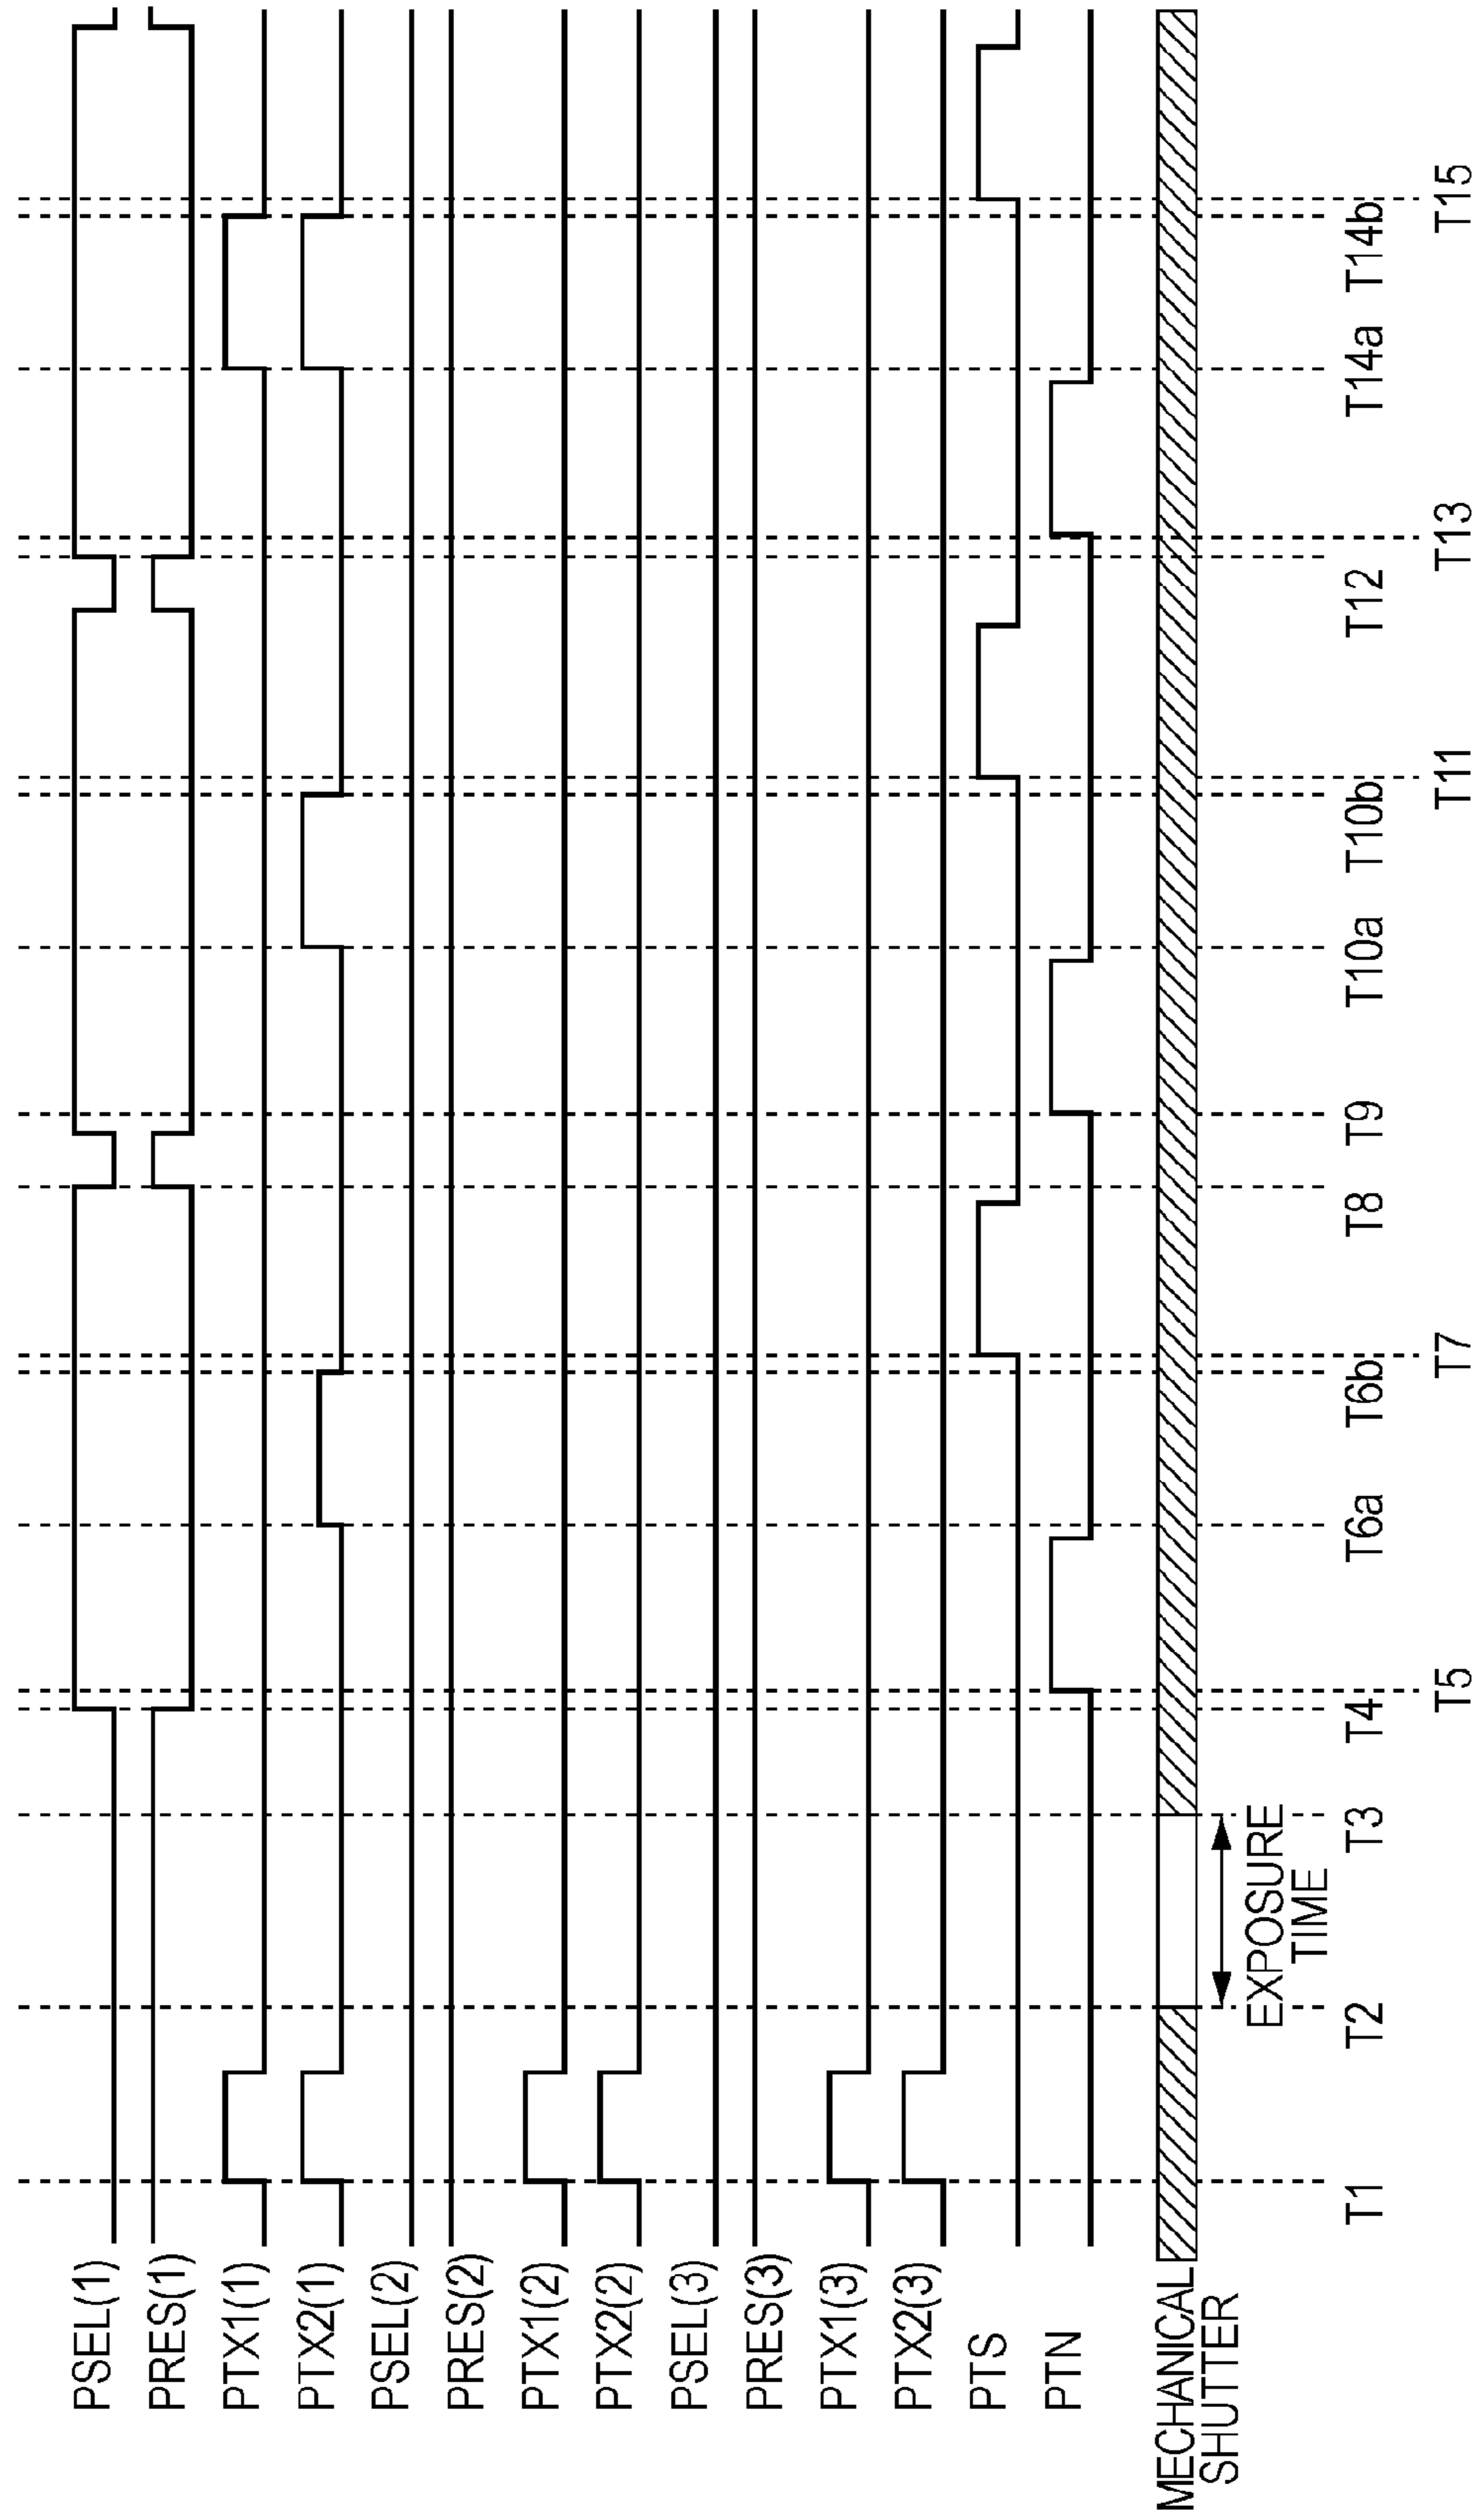 PSEL(1)
PRES(1)
PTX1(1)
PTX2(1)
PSEL(2)
PRES(2)
PTX1(2)
PTX2(2)
PSEL(3)
PRES(3)
PTX1(3)
PTX2(3)
PTS
PTN
MECHANICAL
SHUTTER
EXPOSURE
TIME
T1 T2 T3 T4 T6a T6b T8 T9 T10a T10b T12 T14a T14b
T5 T7 T11 T13 T15